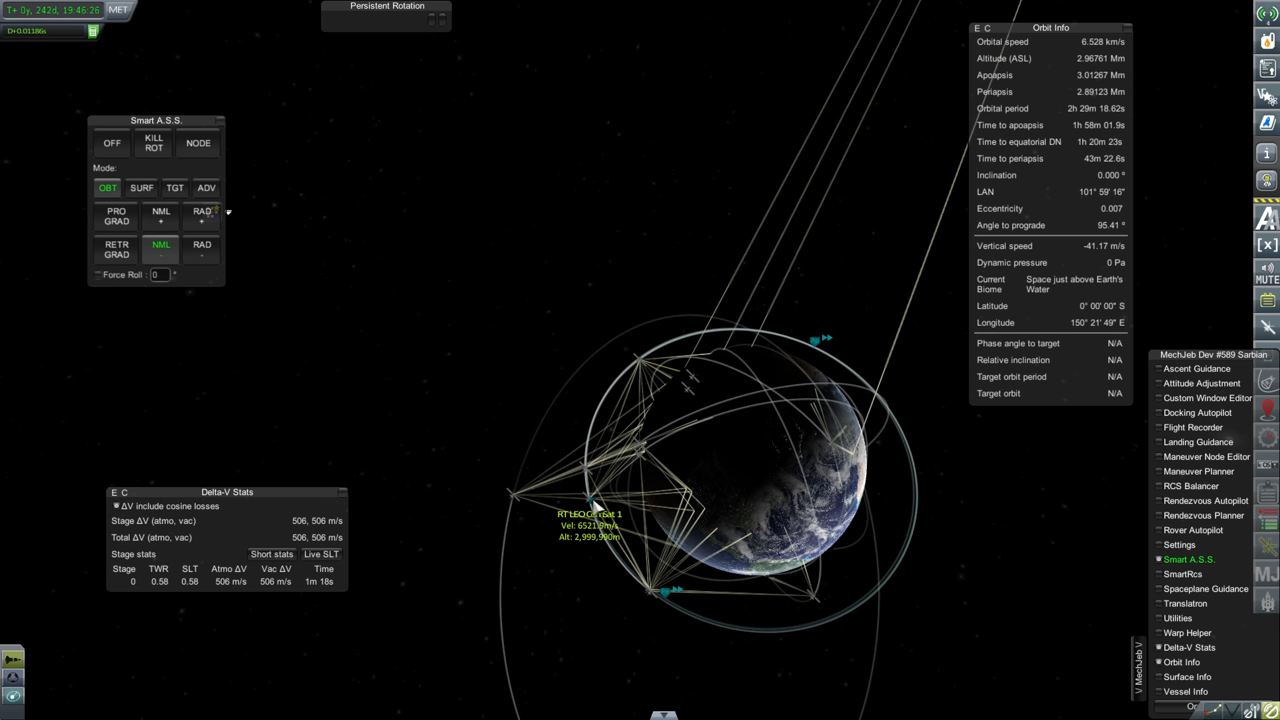 T+ 0y, 242d, 19:46:26 MET
D+0.01186s
Persistent Rotation
Smart A.S.S.
OFF KILL ROT NODE
Mode:
OBT SURF TGT ADV
PRO GRAD NML + RAD +
RETR GRAD NML - RAD -
Force Roll : 0 °
E C Orbit Info
Orbital speed 6.528 km/s
Altitude (ASL) 2.96761 Mm
Apoapsis 3.01267 Mm
Periapsis 2.89123 Mm
Orbital period 2h 29m 18.62s
Time to apoapsis 1h 58m 01.9s
Time to equatorial DN 1h 20m 23s
Time to periapsis 43m 22.6s
Inclination 0.000 º
LAN 101° 59' 16"
Eccentricity 0.007
Angle to prograde 95.41 º
Vertical speed -41.17 m/s
Dynamic pressure 0 Pa
Current Biome Space just above Earth's Water
Latitude 0° 00' 00" S
Longitude 150° 21' 49" E
Phase angle to target N/A
Relative inclination N/A
Target orbit period N/A
Target orbit N/A
E C Delta-V Stats
ΔV include cosine losses
Stage ΔV (atmo, vac) 506, 506 m/s
Total ΔV (atmo, vac) 506, 506 m/s
Stage stats Short stats Live SLT
Stage TWR SLT Atmo ΔV Vac ΔV Time
0 0.58 0.58 506 m/s 506 m/s 1m 18s
Vel: 6521.9m/s
Alt: 2,999,990m
MUTE
MechJeb Dev #589 Sarbian
Ascent Guidance
Attitude Adjustment
Custom Window Editor
Docking Autopilot
Flight Recorder
Landing Guidance
Maneuver Node Editor
Maneuver Planner
RCS Balancer
Rendezvous Autopilot
Rendezvous Planner
Rover Autopilot
Settings
Smart A.S.S.
SmartRcs
Spaceplane Guidance
Translatron
Utilities
Warp Helper
Delta-V Stats
Orbit Info
Surface Info
Vessel Info
V MechJeb V
MJ